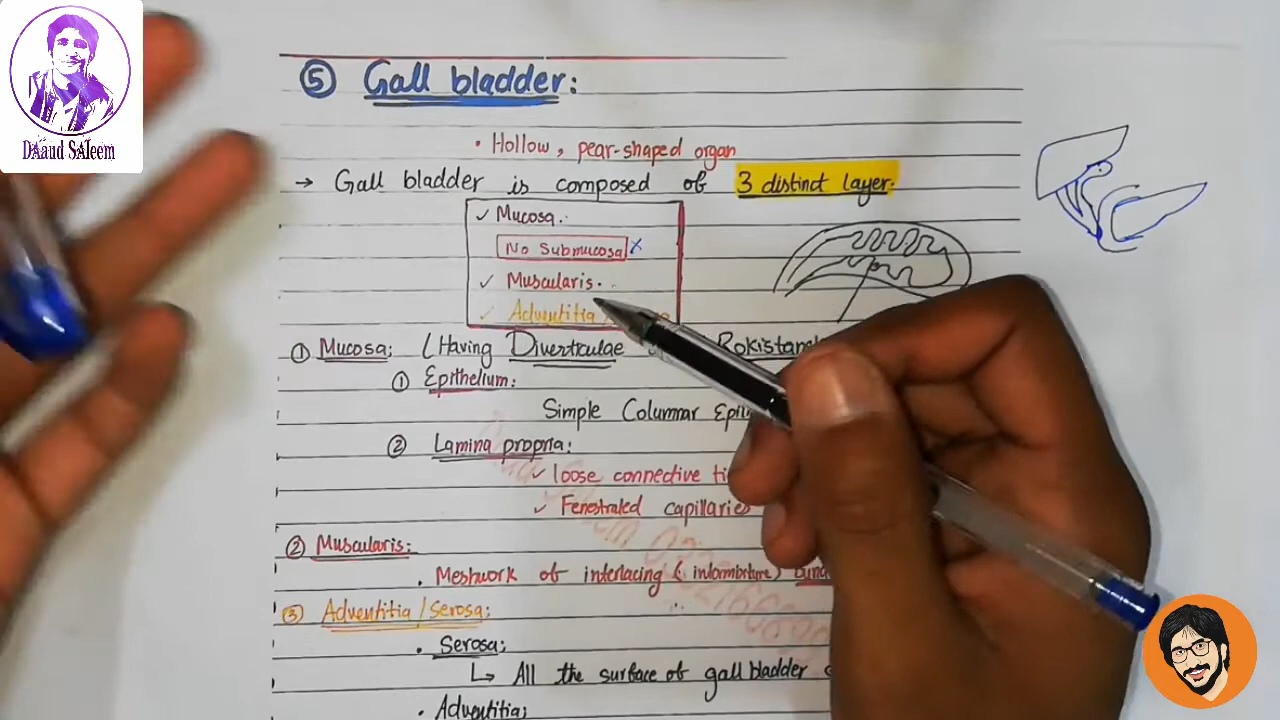 DAaud SAleem
⑤ Gall bladder:
• Hollow, pear-shaped organ
→ Gall bladder is composed of 3 distinct layer.
✓ Mucosa.
No Submucosa x
✓ Muscularis.
✓ Adventitia
① Mucosa: (Having Diverticulae
① Epithelium:
Simple Columnar
② Lamina propria:
✓ loose connective
✓ Fenestrated capillaries
② Muscularis:
• Meshwork of interlacing
③ Adventitia/Serosa:
• Serosa:
↳ All the surface of gall bladder
• Adventitia: